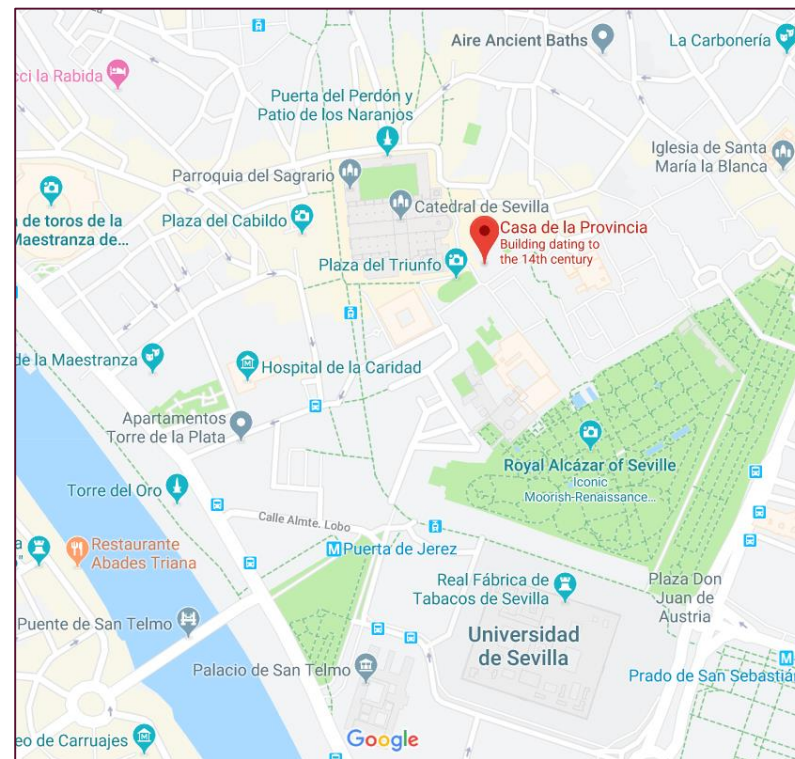 Aire Ancient Baths
La Carbonería
cci la Rabida
Puerta del Perdón y
Patio de los Naranjos
Iglesia de Santa
María la Blanca
Parroquia del Sagrario
a de toros de la
Maestranza de...
Plaza del Cabildo
Catedral de Sevilla
Casa de la Provincia
Building dating to
the 14th century
Plaza del Triunfo
de la Maestranza
Hospital de la Caridad
Apartamentos
Torre de la Plata
Royal Alcázar of Seville
Iconic
Moorish-Renaissance...
Torre del Oro
Calle Almte. Lobo
Restaurante
Abades Triana
M Puerta de Jerez
Real Fábrica de
Tabacos de Sevilla
Plaza Don
Juan de
Austria
Puente de San Telmo
Universidad
de Sevilla
Palacio de San Telmo
M
Prado de San Sebastiá
eo de Carruajes
Google